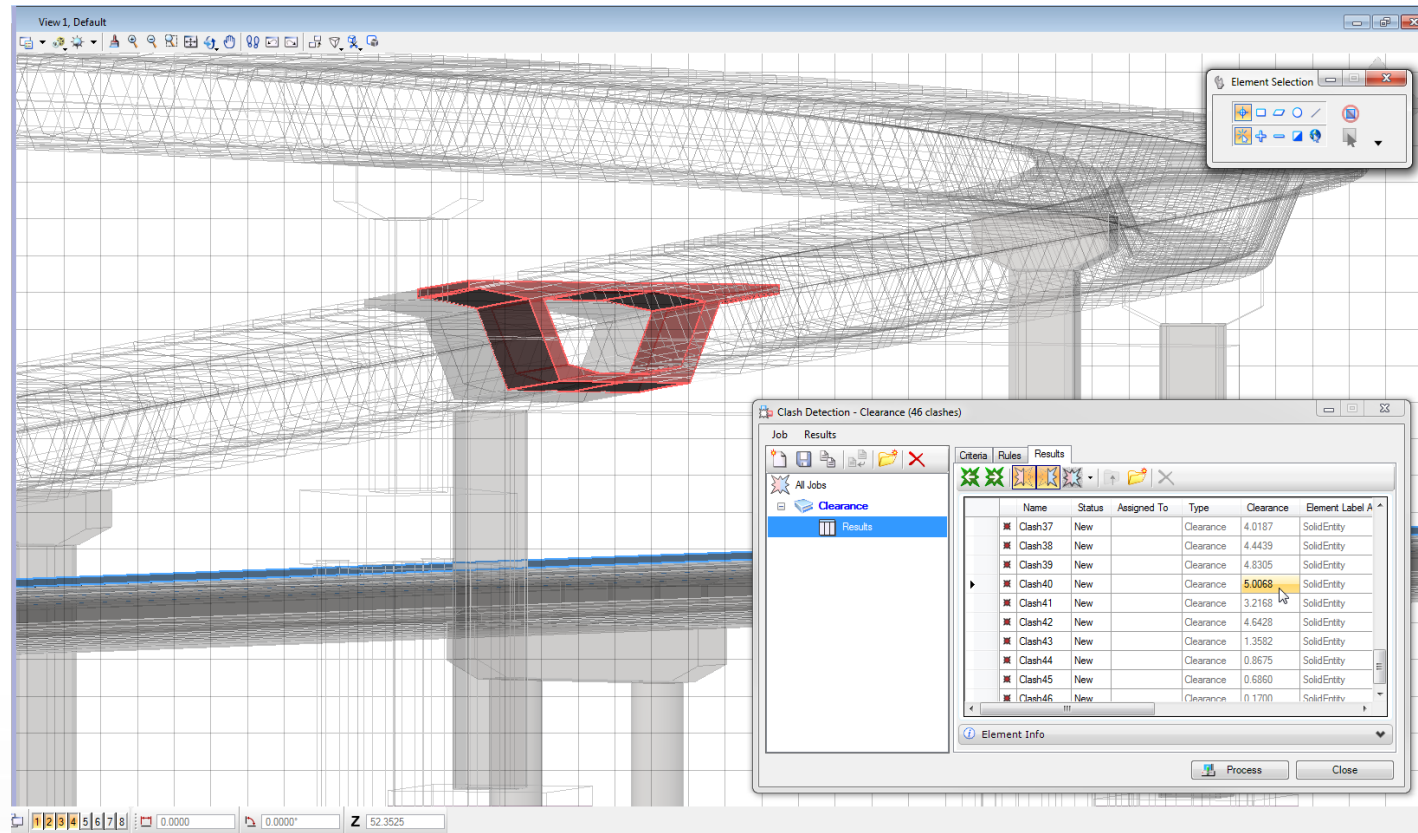 View 1, Default
Element Selection
Clash Detection - Clearance (46 clashes)
Job Results
Criteria Rules Results
All Jobs
Clearance
Results
Name Status Assigned To Type Clearance Element Label A
Clash37 New Clearance 4.0187 SolidEntity
Clash38 New Clearance 4.4439 SolidEntity
Clash39 New Clearance 4.8305 SolidEntity
Clash40 New Clearance 5.0068 SolidEntity
Clash41 New Clearance 3.2168 SolidEntity
Clash42 New Clearance 4.6428 SolidEntity
Clash43 New Clearance 1.3582 SolidEntity
Clash44 New Clearance 0.8675 SolidEntity
Clash45 New Clearance 0.6860 SolidEntity
Clash46 New Clearance 0.1700 SolidEntity
Element Info
Process Close
1 2 3 4 5 6 7 8 0.0000 0.0000° Z 52.3525